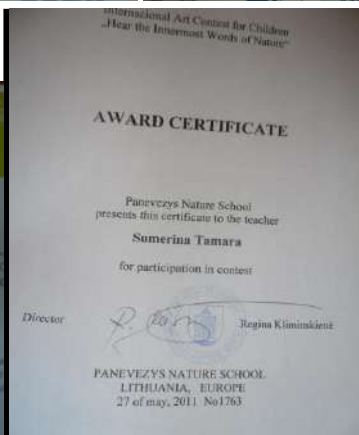 Internacional Art Contest for Children
„Hear the Innermost Words of Nature"
AWARD CERTIFICATE
Panevezys Nature School
presents this certificate to the teacher
Sumerina Tamara
for participation in contest
Director
Regina Kliminskienė
PANEVEZYS NATURE SCHOOL
LITHUANIA, EUROPE
27 of may, 2011 No1763